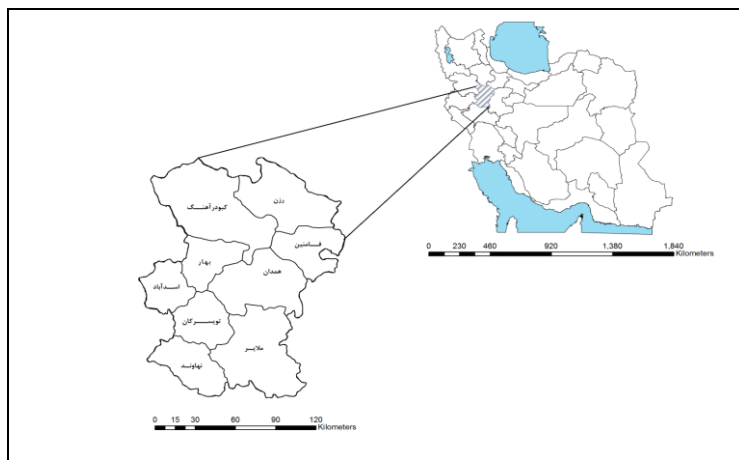 0 230 460 920 1,380 1,840
Kilometers
رزن
کبودرآهنگ
فامنین
بهار
همدان
اسدآباد
تویسرکان
ملایر
نهاوند
0 15 30 60 90 120
Kilometers